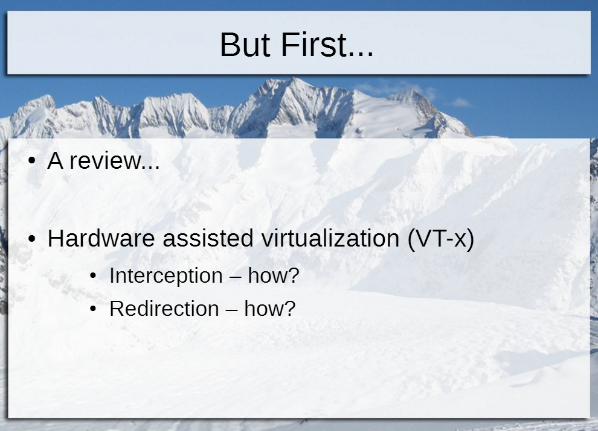 But First...
• A review...
• Hardware assisted virtualization (VT-x)
• Interception – how?
• Redirection – how?